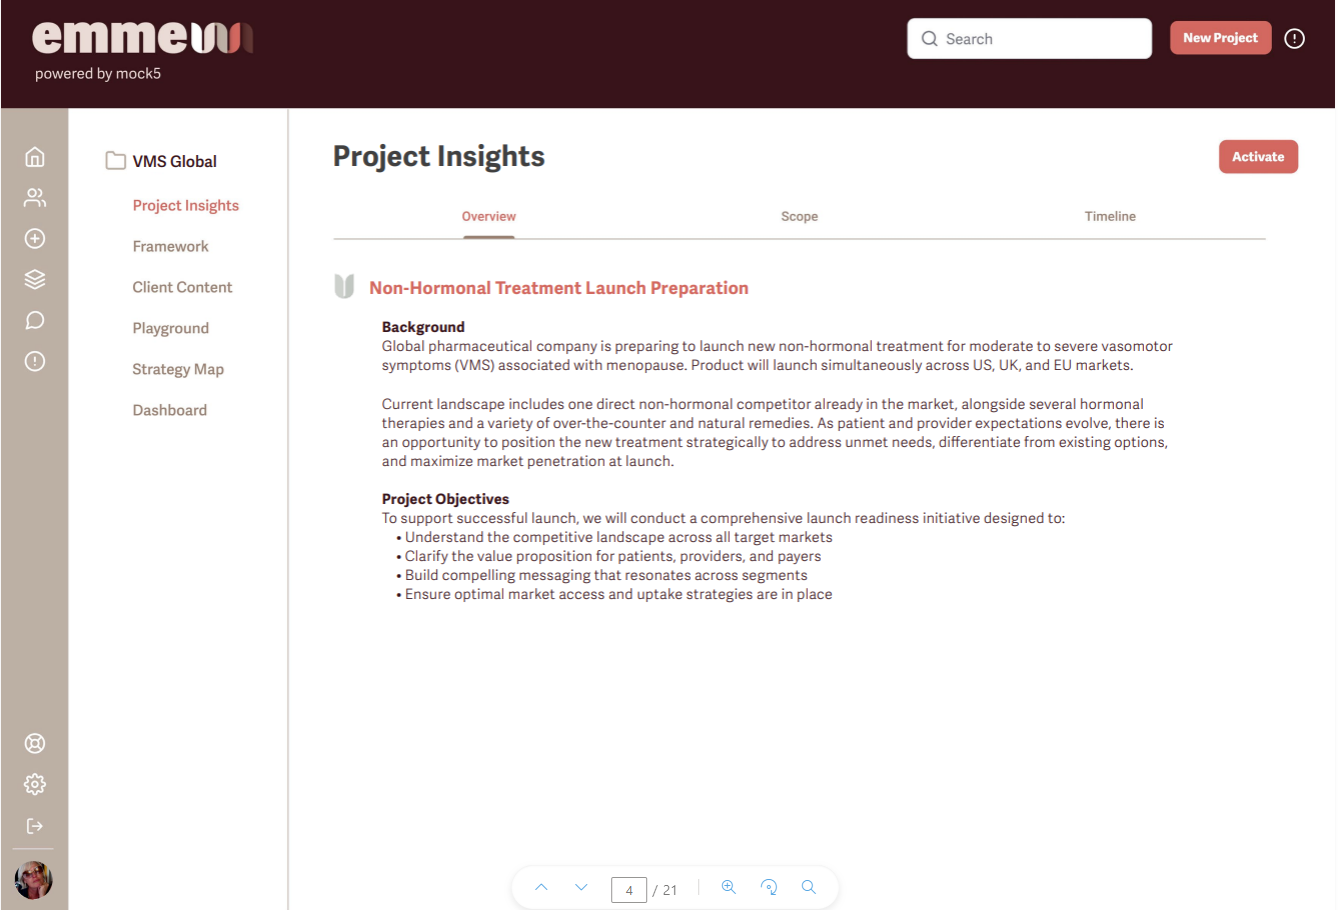 emme
powered by mock5
Search
New Project
VMS Global
Project Insights
Framework
Client Content
Playground
Strategy Map
Dashboard
Project Insights
Activate
Overview
Scope
Timeline
Non-Hormonal Treatment Launch Preparation
Background
Global pharmaceutical company is preparing to launch new non-hormonal treatment for moderate to severe vasomotor
symptoms (VMS) associated with menopause. Product will launch simultaneously across US, UK, and EU markets.
Current landscape includes one direct non-hormonal competitor already in the market, alongside several hormonal
therapies and a variety of over-the-counter and natural remedies. As patient and provider expectations evolve, there is
an opportunity to position the new treatment strategically to address unmet needs, differentiate from existing options,
and maximize market penetration at launch.
Project Objectives
To support successful launch, we will conduct a comprehensive launch readiness initiative designed to:
• Understand the competitive landscape across all target markets
• Clarify the value proposition for patients, providers, and payers
• Build compelling messaging that resonates across segments
• Ensure optimal market access and uptake strategies are in place
4 / 21